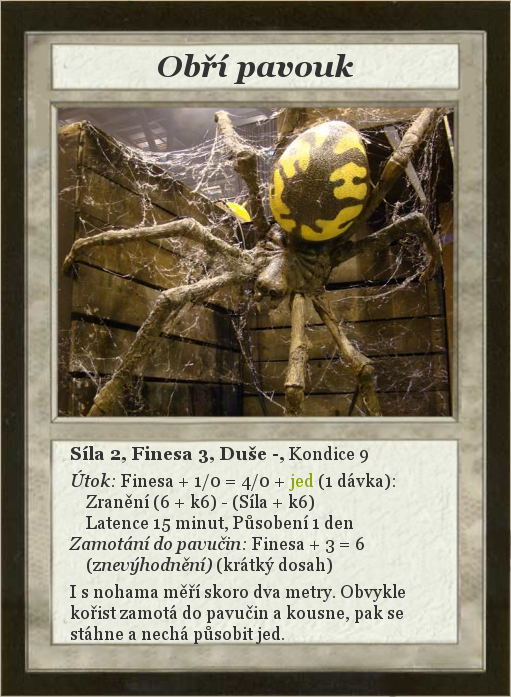 Obří pavouk
Síla 2, Finesa 3, Duše -, Kondice 9
Útok: Finesa + 1/0 = 4/0 + jed (1 dávka):
Zranění (6 + k6) - (Síla + k6)
Latence 15 minut, Působení 1 den
Zamotání do pavučin: Finesa + 3 = 6
(znevýhodnění) (krátký dosah)
I s nohama měří skoro dva metry. Obvykle
kořist zamotá do pavučin a kousne, pak se
stáhne a nechá působit jed.